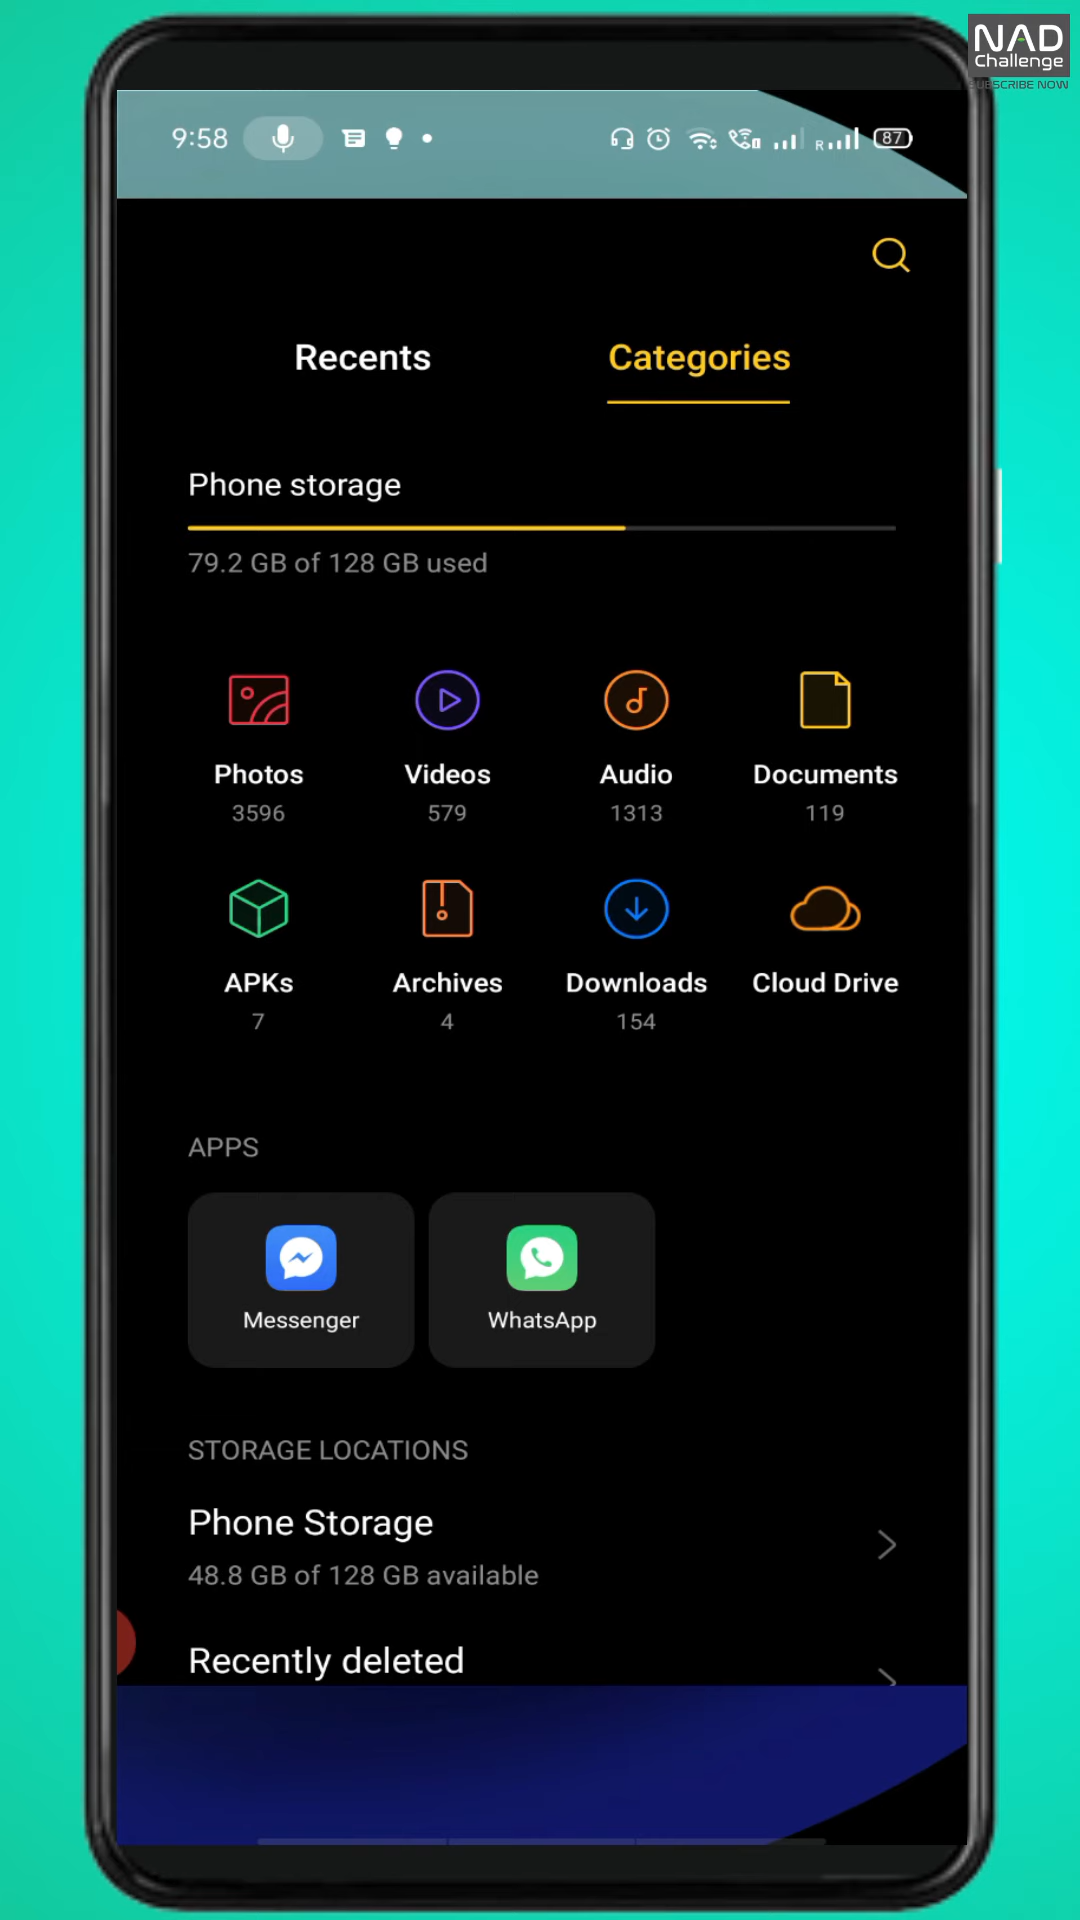 NAD
Challenge
SUBSCRIBE NOW
9:58
R
87
Recents
Categories
Phone storage
79.2 GB of 128 GB used
Photos
Videos
Audio
Documents
3596
579
1313
119
APKs
Archives
Downloads
Cloud Drive
7
4
154
APPS
Messenger
WhatsApp
STORAGE LOCATIONS
Phone Storage
48.8 GB of 128 GB available
Recently deleted